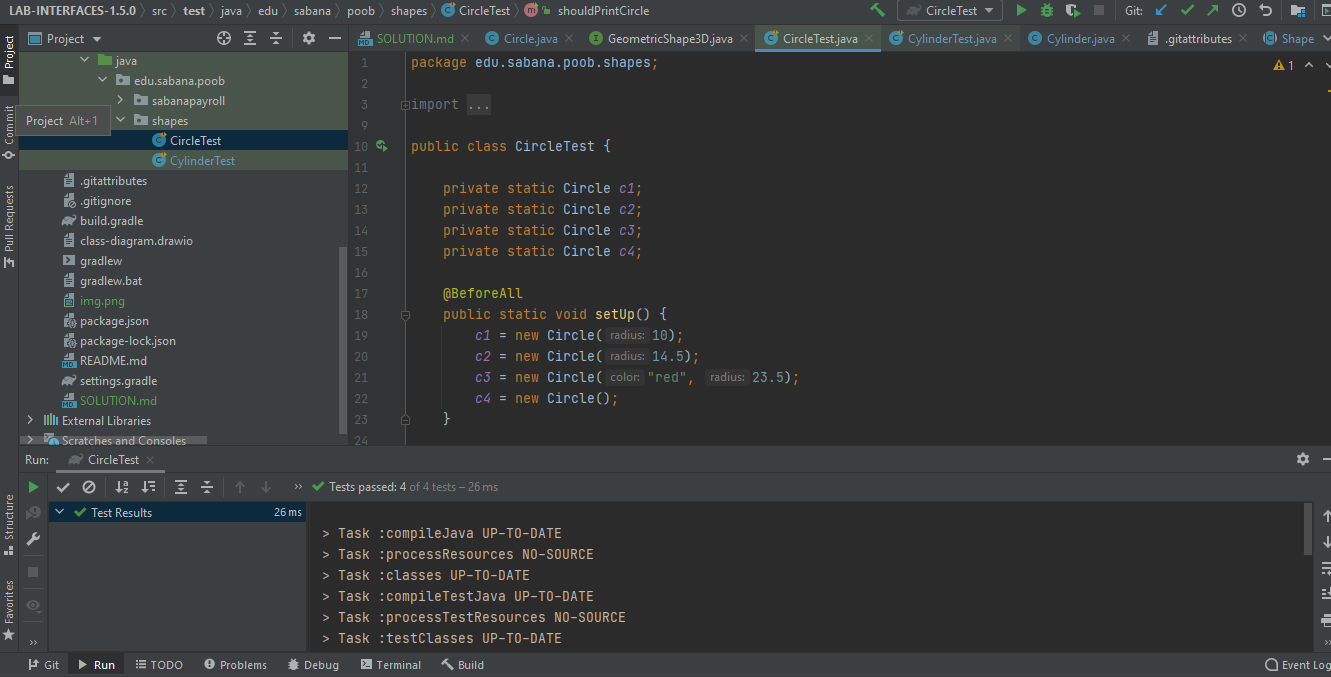 LAB-INTERFACES-1.5.0 src test java edu sabana poob shapes CircleTest shouldPrintCircle CircleTest Git:
Project
SOLUTION.md Circle.java GeometricShape3D.java CircleTest.java CylinderTest.java Cylinder.java .gitattributes Shape
Project
Commit
Pull Requests
Project Alt+1
java
edu.sabana.poob
sabanapayroll
shapes
CircleTest
CylinderTest
.gitattributes
.gitignore
build.gradle
class-diagram.drawio
gradlew
gradlew.bat
img.png
package.json
package-lock.json
README.md
settings.gradle
SOLUTION.md
External Libraries
Scratches and Consoles
1 package edu.sabana.poob.shapes; 1
2
3 import ...
9
10 public class CircleTest {
11
12 private static Circle c1;
13 private static Circle c2;
14 private static Circle c3;
15 private static Circle c4;
16
17 @BeforeAll
18 public static void setUp() {
19 c1 = new Circle( radius: 10);
20 c2 = new Circle( radius: 14.5);
21 c3 = new Circle( color: "red", radius: 23.5);
22 c4 = new Circle();
23 }
24
Run: CircleTest
Tests passed: 4 of 4 tests – 26 ms
Test Results 26 ms
> Task :compileJava UP-TO-DATE
> Task :processResources NO-SOURCE
> Task :classes UP-TO-DATE
> Task :compileTestJava UP-TO-DATE
> Task :processTestResources NO-SOURCE
> Task :testClasses UP-TO-DATE
Structure
Favorites
Git Run TODO Problems Debug Terminal Build Event Log